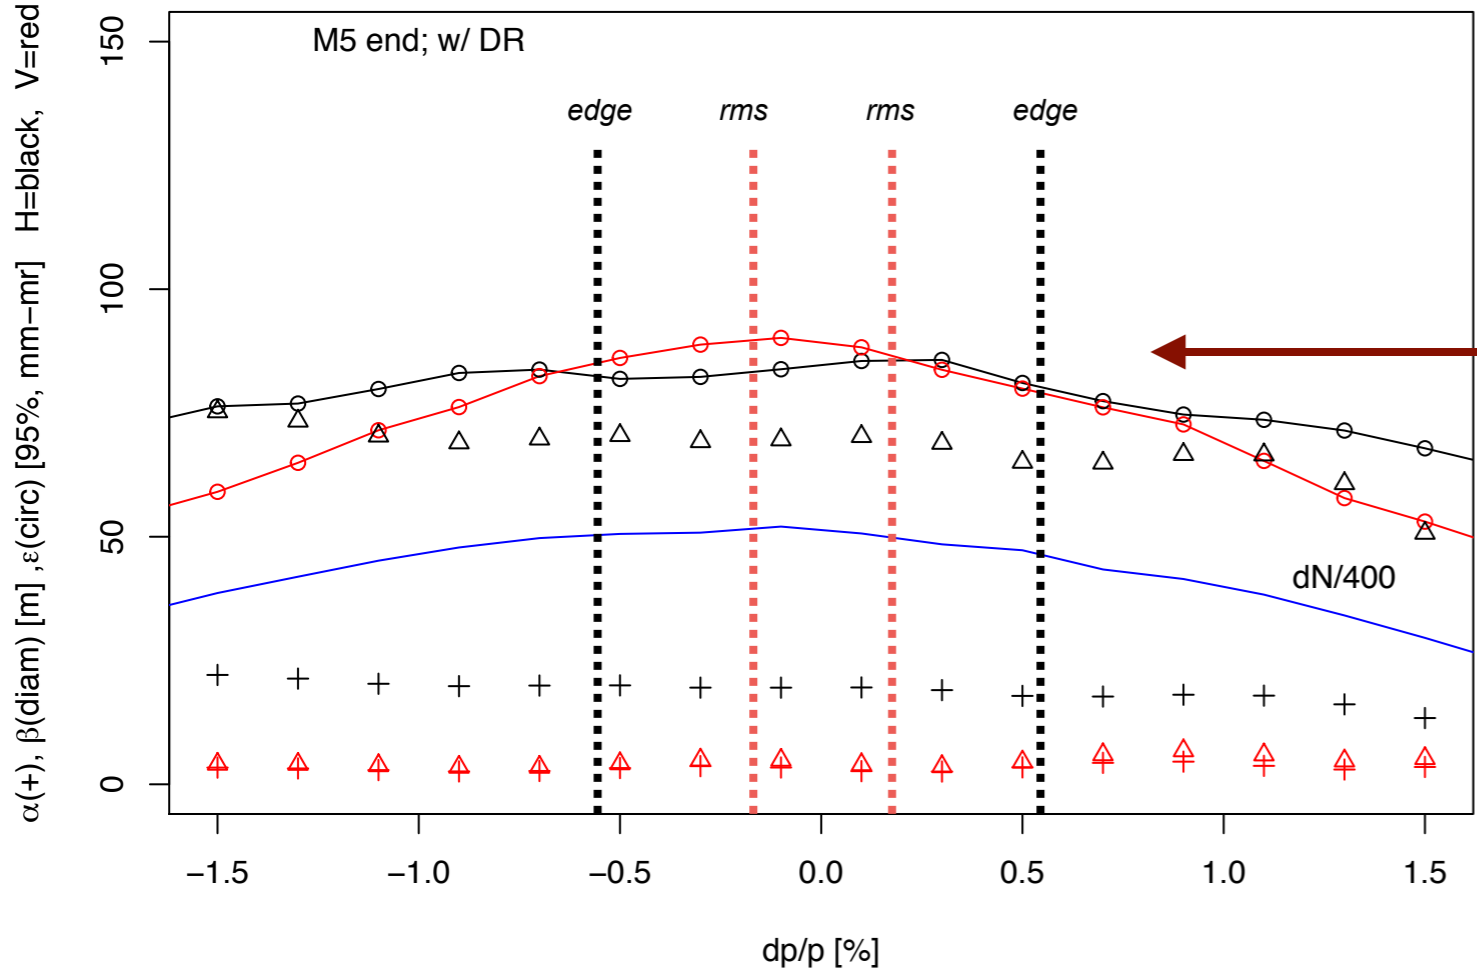 α(+), β(diam) [m] ,ε(circ) [95%, mm−mr]   H=black,  V=red
M5 end; w/ DR
edge rms rms edge
150
100
50
0
dN/400
−1.5 −1.0 −0.5 0.0 0.5 1.0 1.5
dp/p [%]